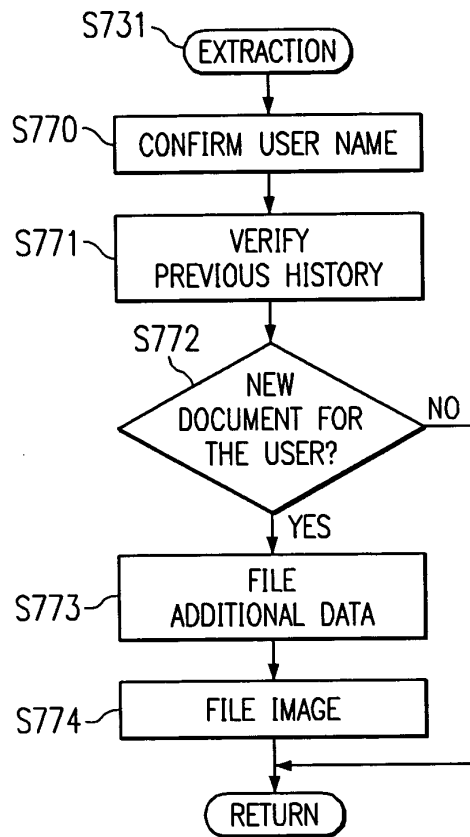 S731
EXTRACTION
S770
CONFIRM USER NAME
S771
VERIFY
PREVIOUS HISTORY
S772
NEW
DOCUMENT FOR
THE USER?
NO
YES
S773
FILE
ADDITIONAL DATA
S774
FILE IMAGE
RETURN